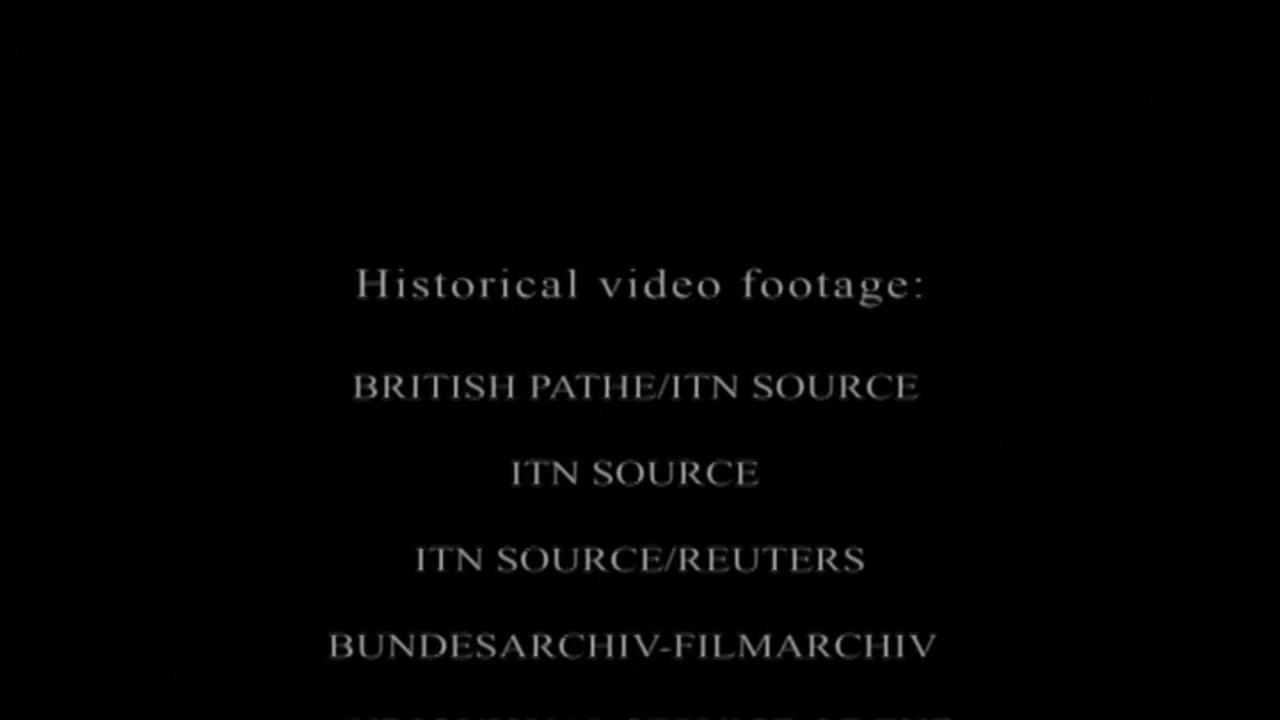 Historical video footage:
BRITISH PATHE/ITN SOURCE
ITN SOURCE
ITN SOURCE/REUTERS
BUNDESARCHIV-FILMARCHIV